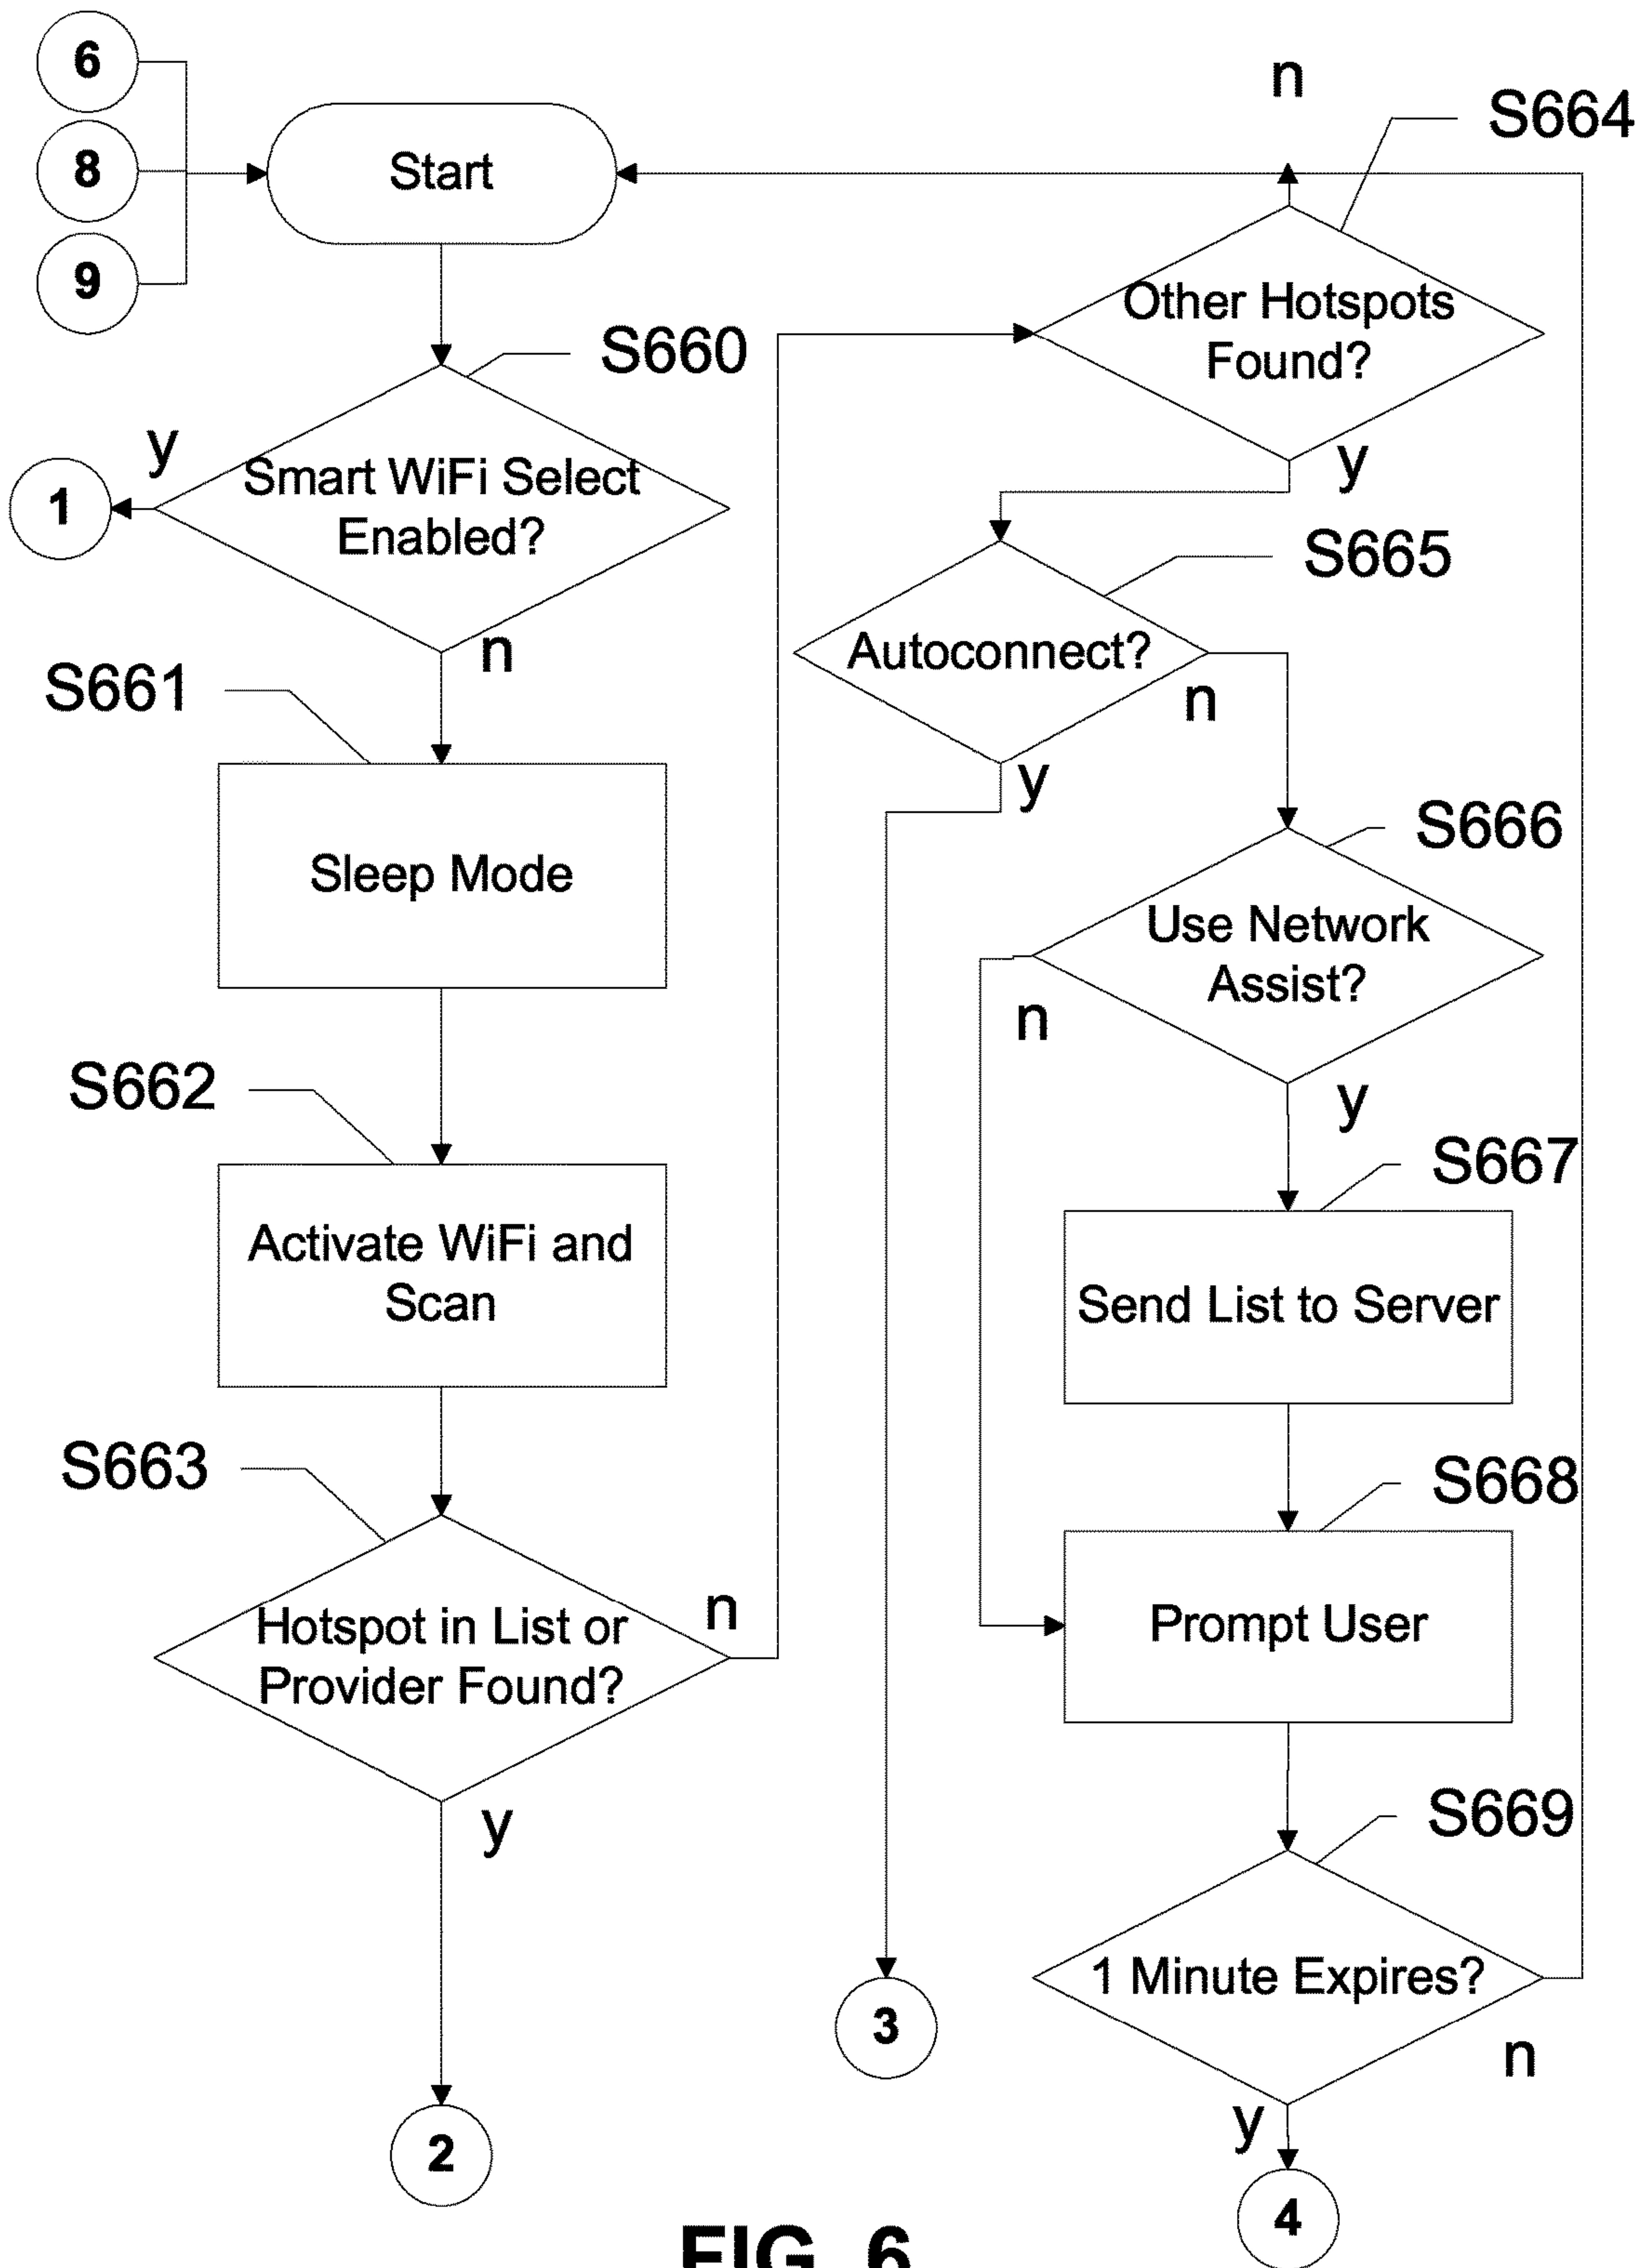 6
8
9
Start
n
S664
Other Hotspots
Found?
y
S660
y
1
Smart WiFi Select
Enabled?
n
S661
Sleep Mode
S665
Autoconnect?
n
y
S666
Use Network
Assist?
n
y
S662
Activate WiFi and
Scan
S667
Send List to Server
S663
Hotspot in List or
Provider Found?
n
y
S668
Prompt User
S669
1 Minute Expires?
n
y
3
2
4
FIG. 6